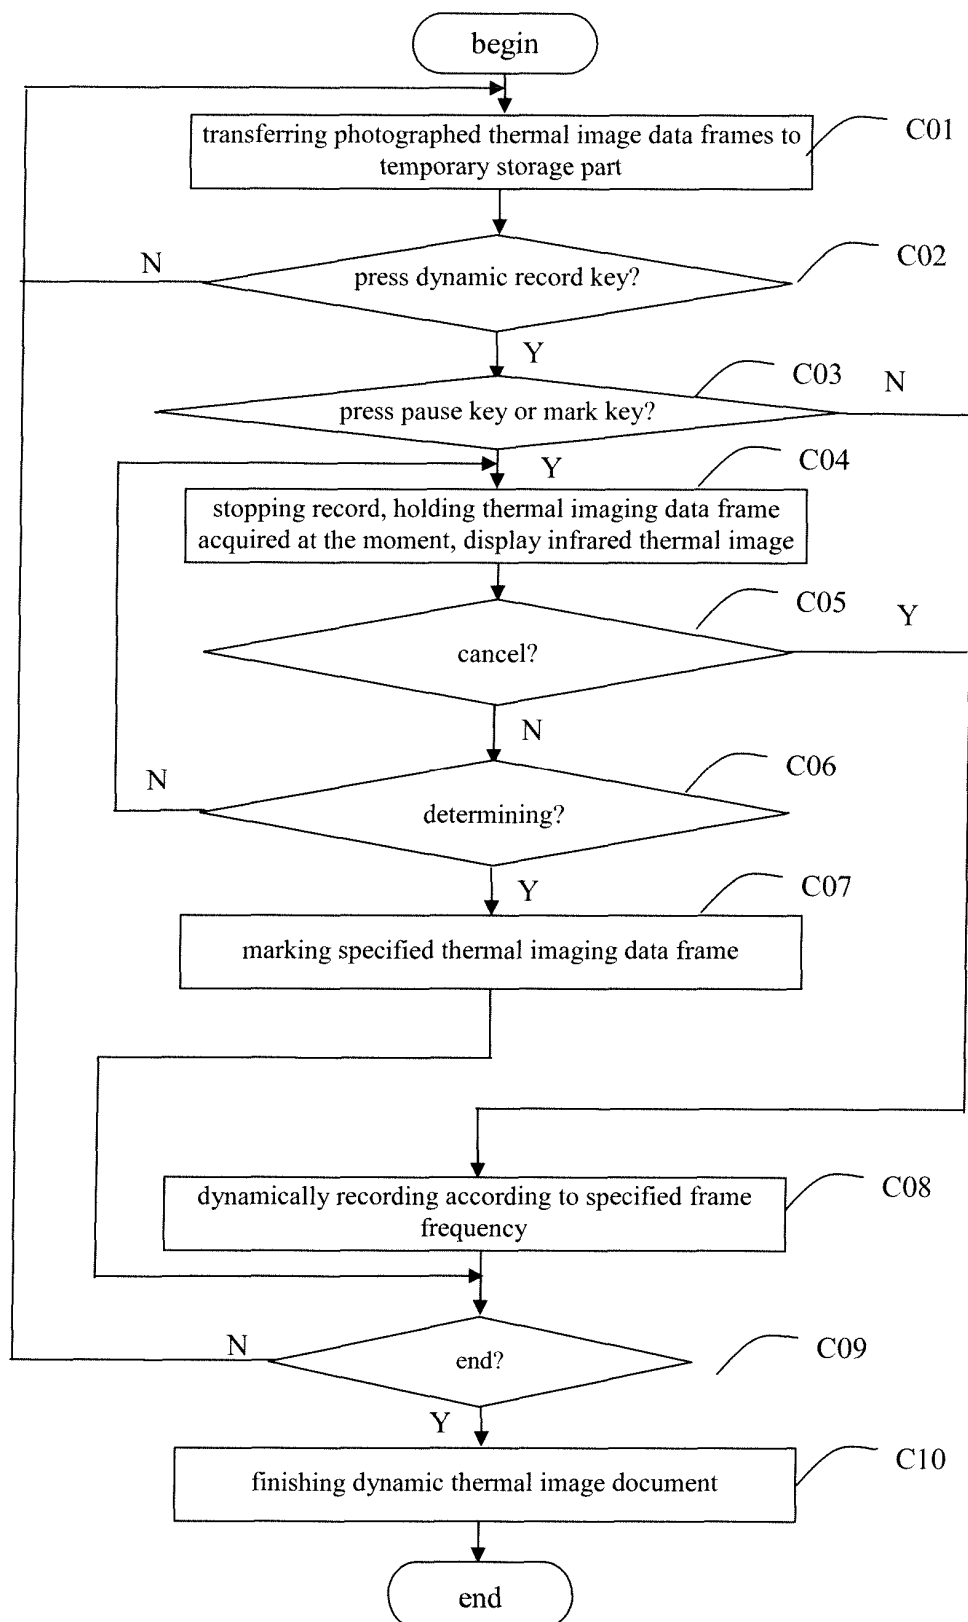 begin
transferring photographed thermal image data frames to
temporary storage part
C01
N
press dynamic record key?
C02
Y
C03
N
press pause key or mark key?
Y
C04
stopping record, holding thermal imaging data frame
acquired at the moment, display infrared thermal image
C05
Y
cancel?
N
C06
N
determining?
Y
C07
marking specified thermal imaging data frame
dynamically recording according to specified frame
frequency
C08
N
end?
C09
Y
finishing dynamic thermal image document
C10
end